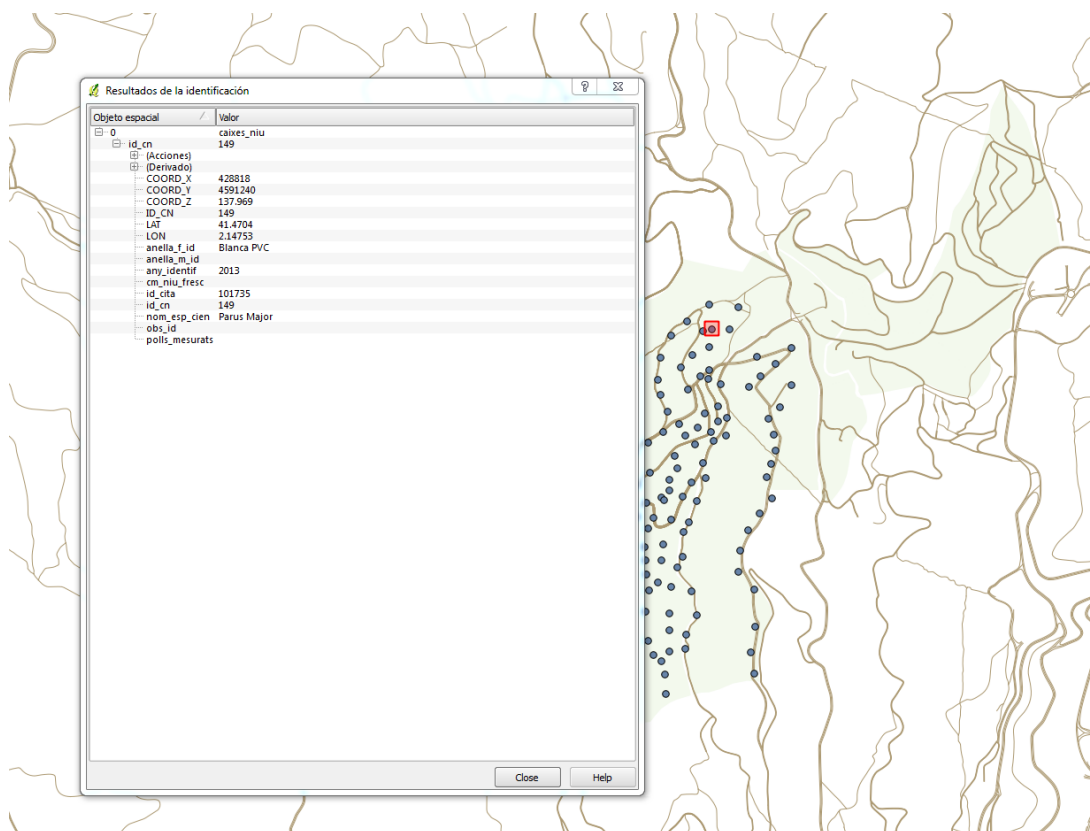 Resultados de la identificación
Objeto espacial Valor
0 caixes_niu
id_cn 149
(Acciones)
(Derivado)
COORD_X 428818
COORD_Y 4591240
COORD_Z 137.969
ID_CN 149
LAT 41.4704
LON 2.14753
anella_f_id Blanca PVC
anella_m_id
any_identif 2013
cm_niu_fresc
id_cita 101735
id_cn 149
nom_esp_cien Parus Major
obs_id
polls_mesurats
Close Help